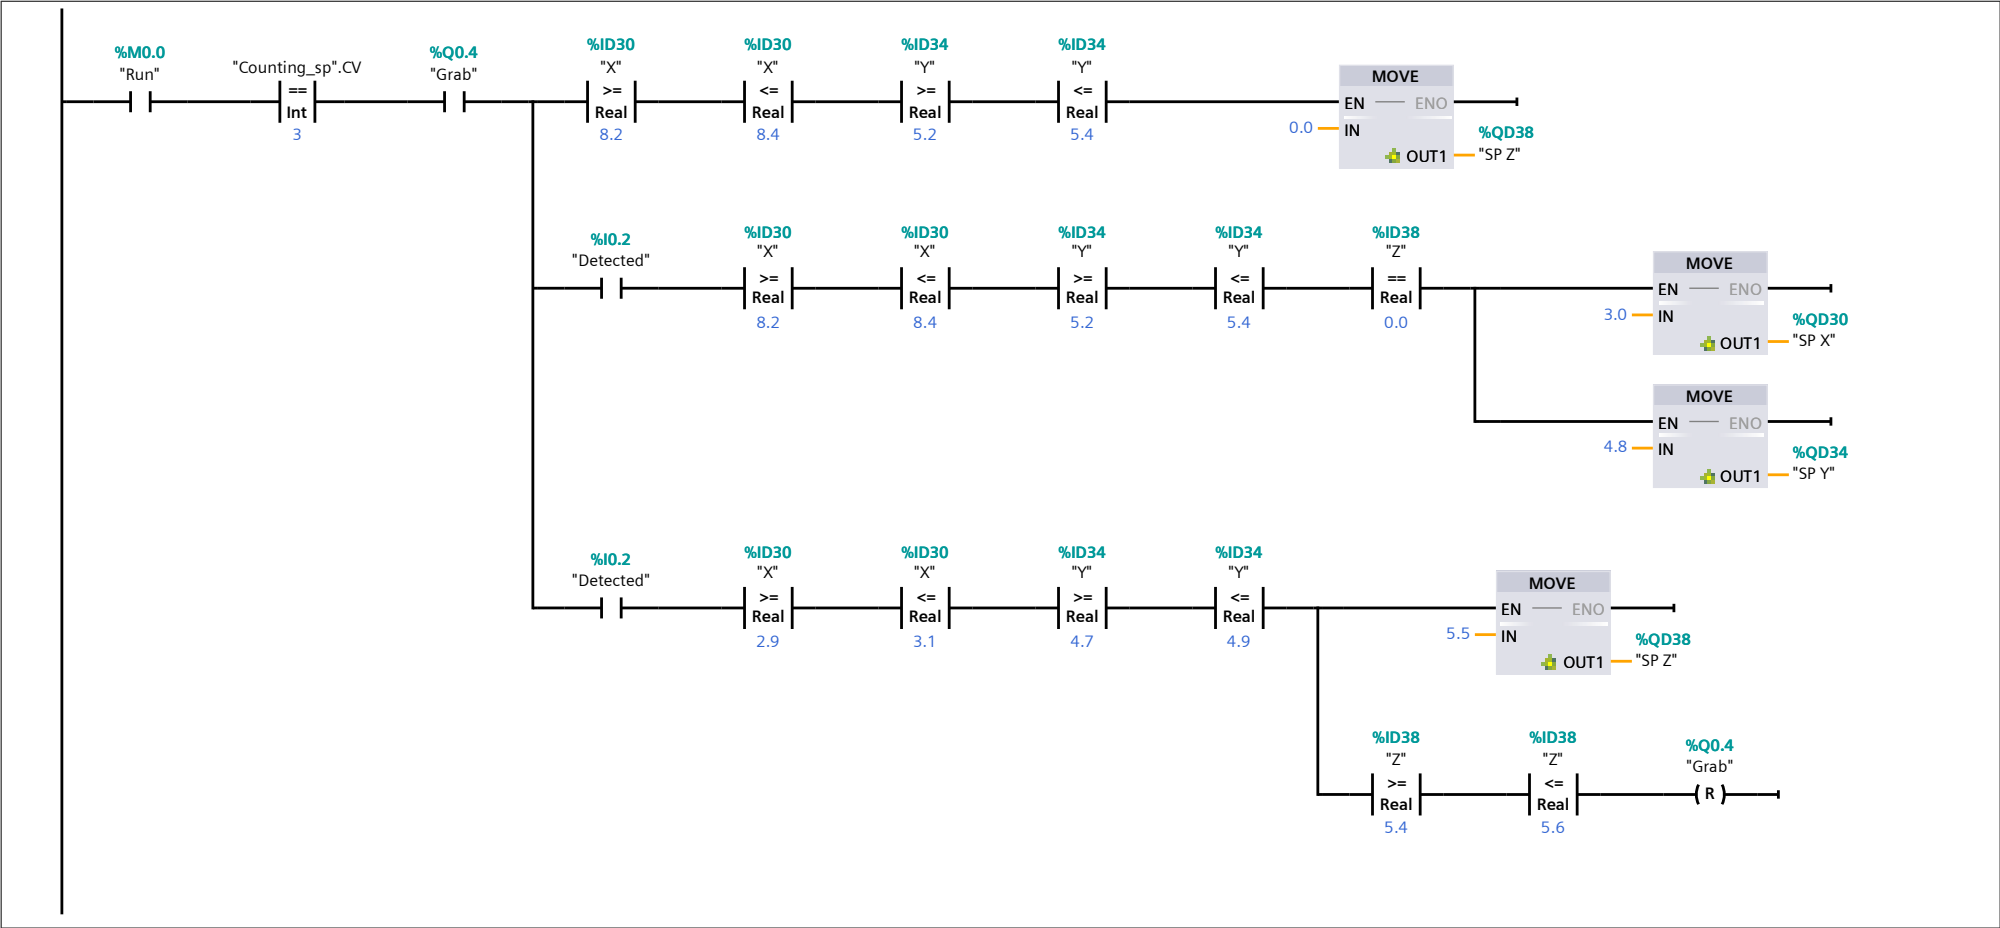 %M0.0
"Run"
"Counting_sp".CV
==
Int
3
%Q0.4
"Grab"
%ID30
"X"
>=
Real
8.2
%ID30
"X"
<=
Real
8.4
%ID34
"Y"
>=
Real
5.2
%ID34
"Y"
<=
Real
5.4
MOVE
EN ENO
0.0 IN
%QD38
OUT1 "SP Z"
%I0.2
"Detected"
%ID30
"X"
>=
Real
8.2
%ID30
"X"
<=
Real
8.4
%ID34
"Y"
>=
Real
5.2
%ID34
"Y"
<=
Real
5.4
%ID38
"Z"
==
Real
0.0
MOVE
EN ENO
3.0 IN
%QD30
OUT1 "SP X"
MOVE
EN ENO
4.8 IN
%QD34
OUT1 "SP Y"
%I0.2
"Detected"
%ID30
"X"
>=
Real
2.9
%ID30
"X"
<=
Real
3.1
%ID34
"Y"
>=
Real
4.7
%ID34
"Y"
<=
Real
4.9
MOVE
EN ENO
5.5 IN
%QD38
OUT1 "SP Z"
%ID38
"Z"
>=
Real
5.4
%ID38
"Z"
<=
Real
5.6
%Q0.4
"Grab"
R